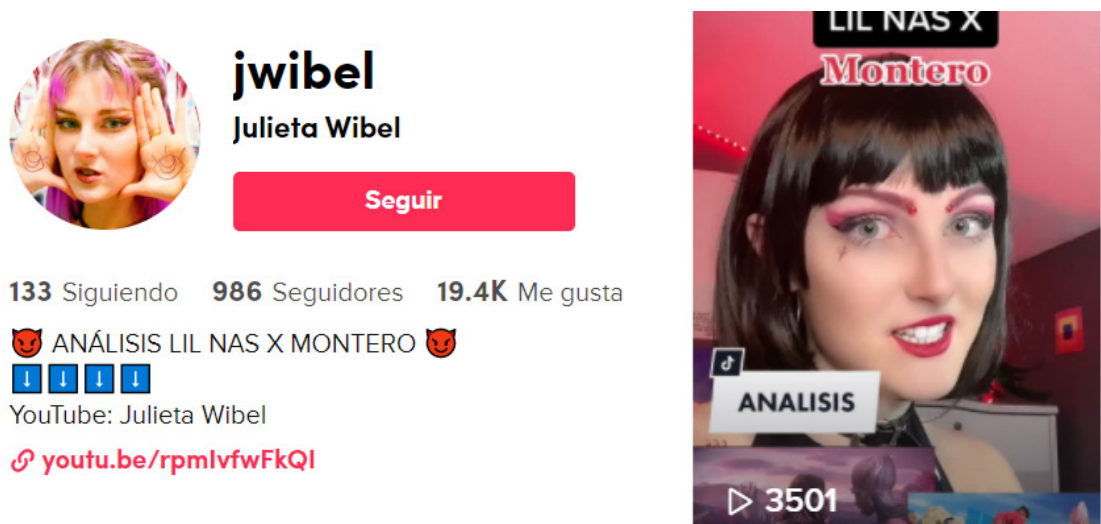 jwibel
Julieta Wibel
Seguir
133 Siguiendo 986 Seguidores 19.4K Me gusta
😈 ANÁLISIS LIL NAS X MONTERO 😈
⬇️⬇️⬇️⬇️
YouTube: Julieta Wibel
youtu.be/rpmIvfwFkQI
LIL NAS X
Montero
ANALISIS
3501